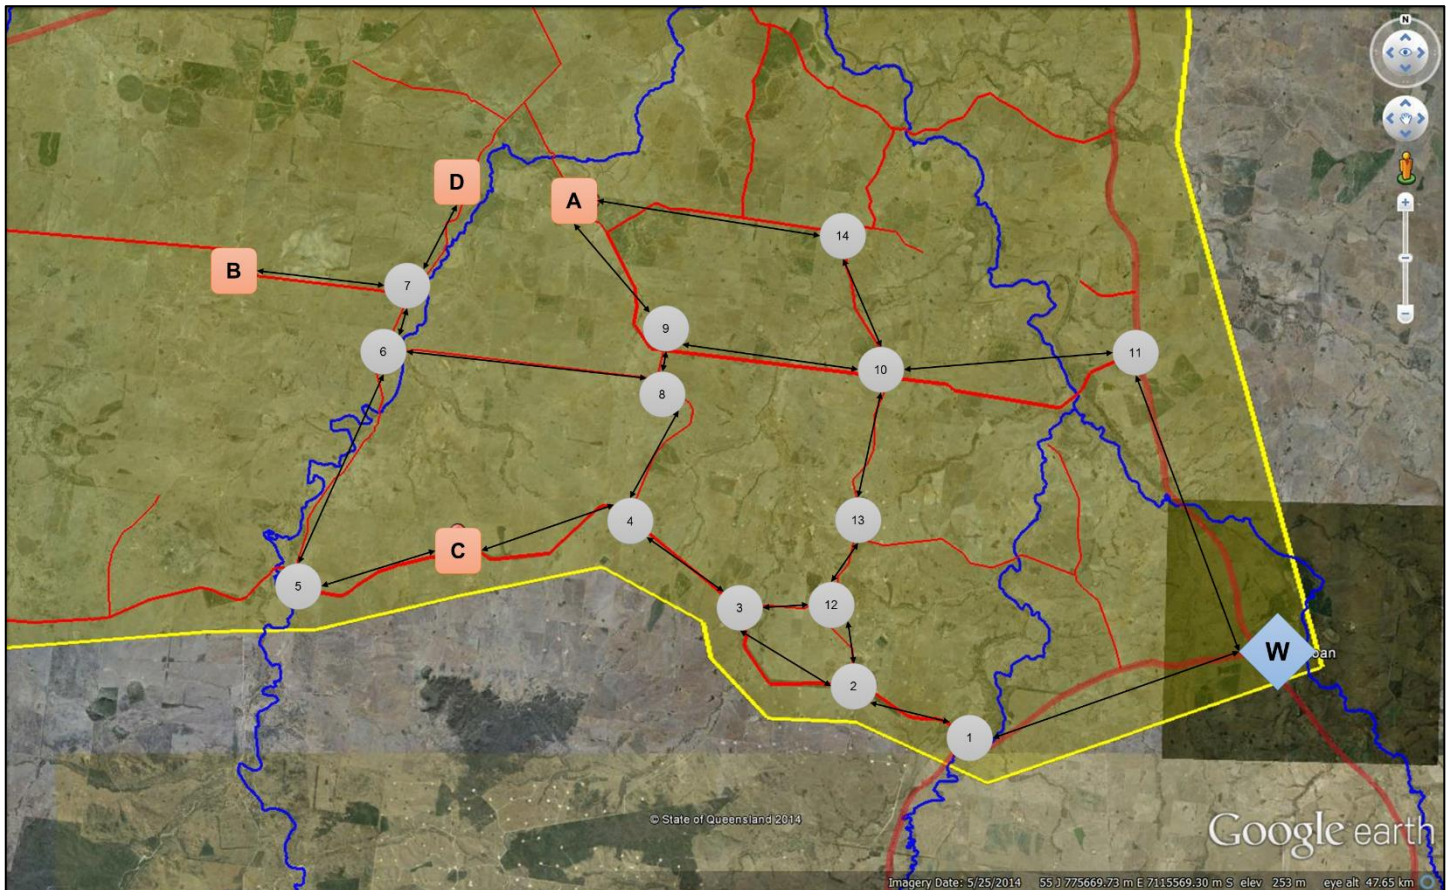 N
D
A
14
B
7
9
6
11
10
8
4
13
C
5
12
3
W
oan
2
1
© State of Queensland 2014
Google earth
Imagery Date: 5/25/2014 55 J 775669.73 m E 7115569.30 m S elev 253 m eye alt 47.65 km